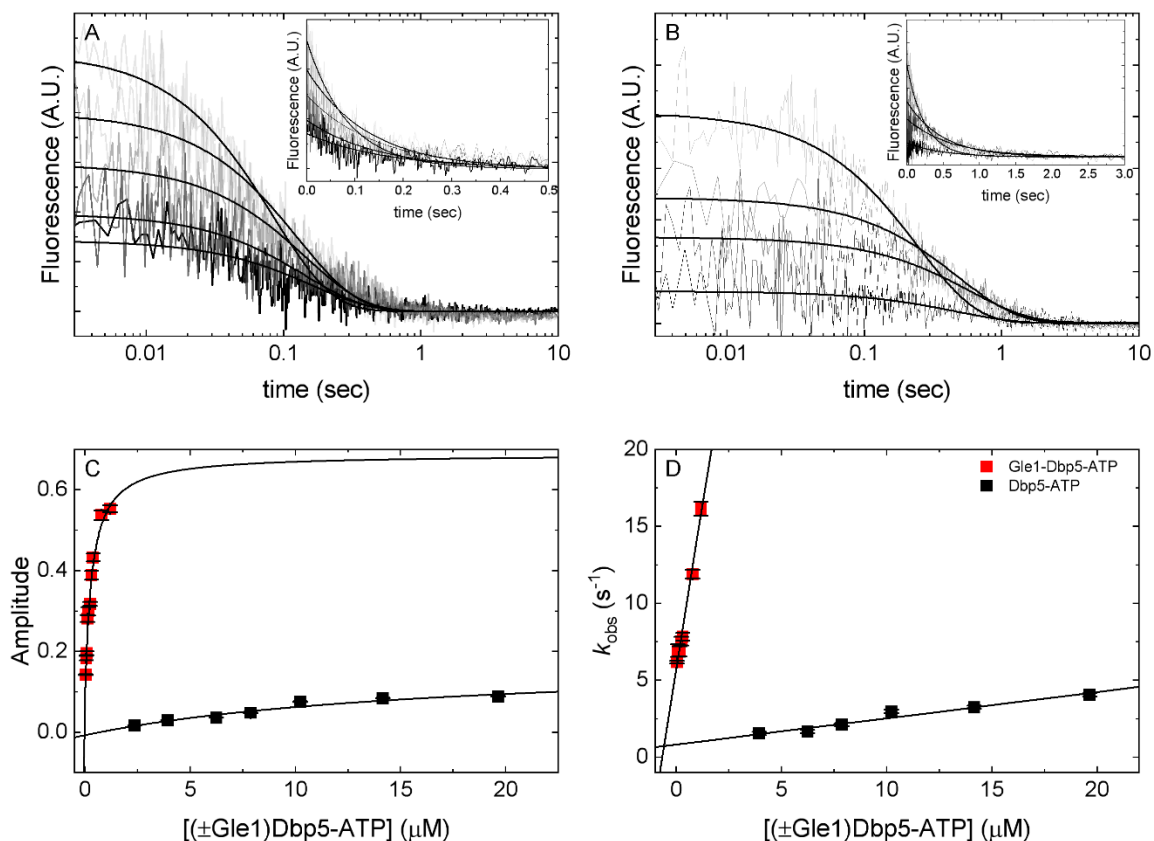 A
Fluorescence (A.U.)
0.01 0.1 1 10
time (sec)
Fluorescence (A.U.)
0.0 0.1 0.2 0.3 0.4 0.5
time (sec)
B
Fluorescence (A.U.)
0.01 0.1 1 10
time (sec)
Fluorescence (A.U.)
0.0 0.5 1.0 1.5 2.0 2.5 3.0
time (sec)
C
Amplitude
0.6
0.4
0.2
0.0
0 5 10 15 20
[(±Gle1)Dbp5-ATP] (μM)
D
Gle1-Dbp5-ATP
Dbp5-ATP
kobs (s-1)
20
15
10
5
0
0 5 10 15 20
[(±Gle1)Dbp5-ATP] (μM)